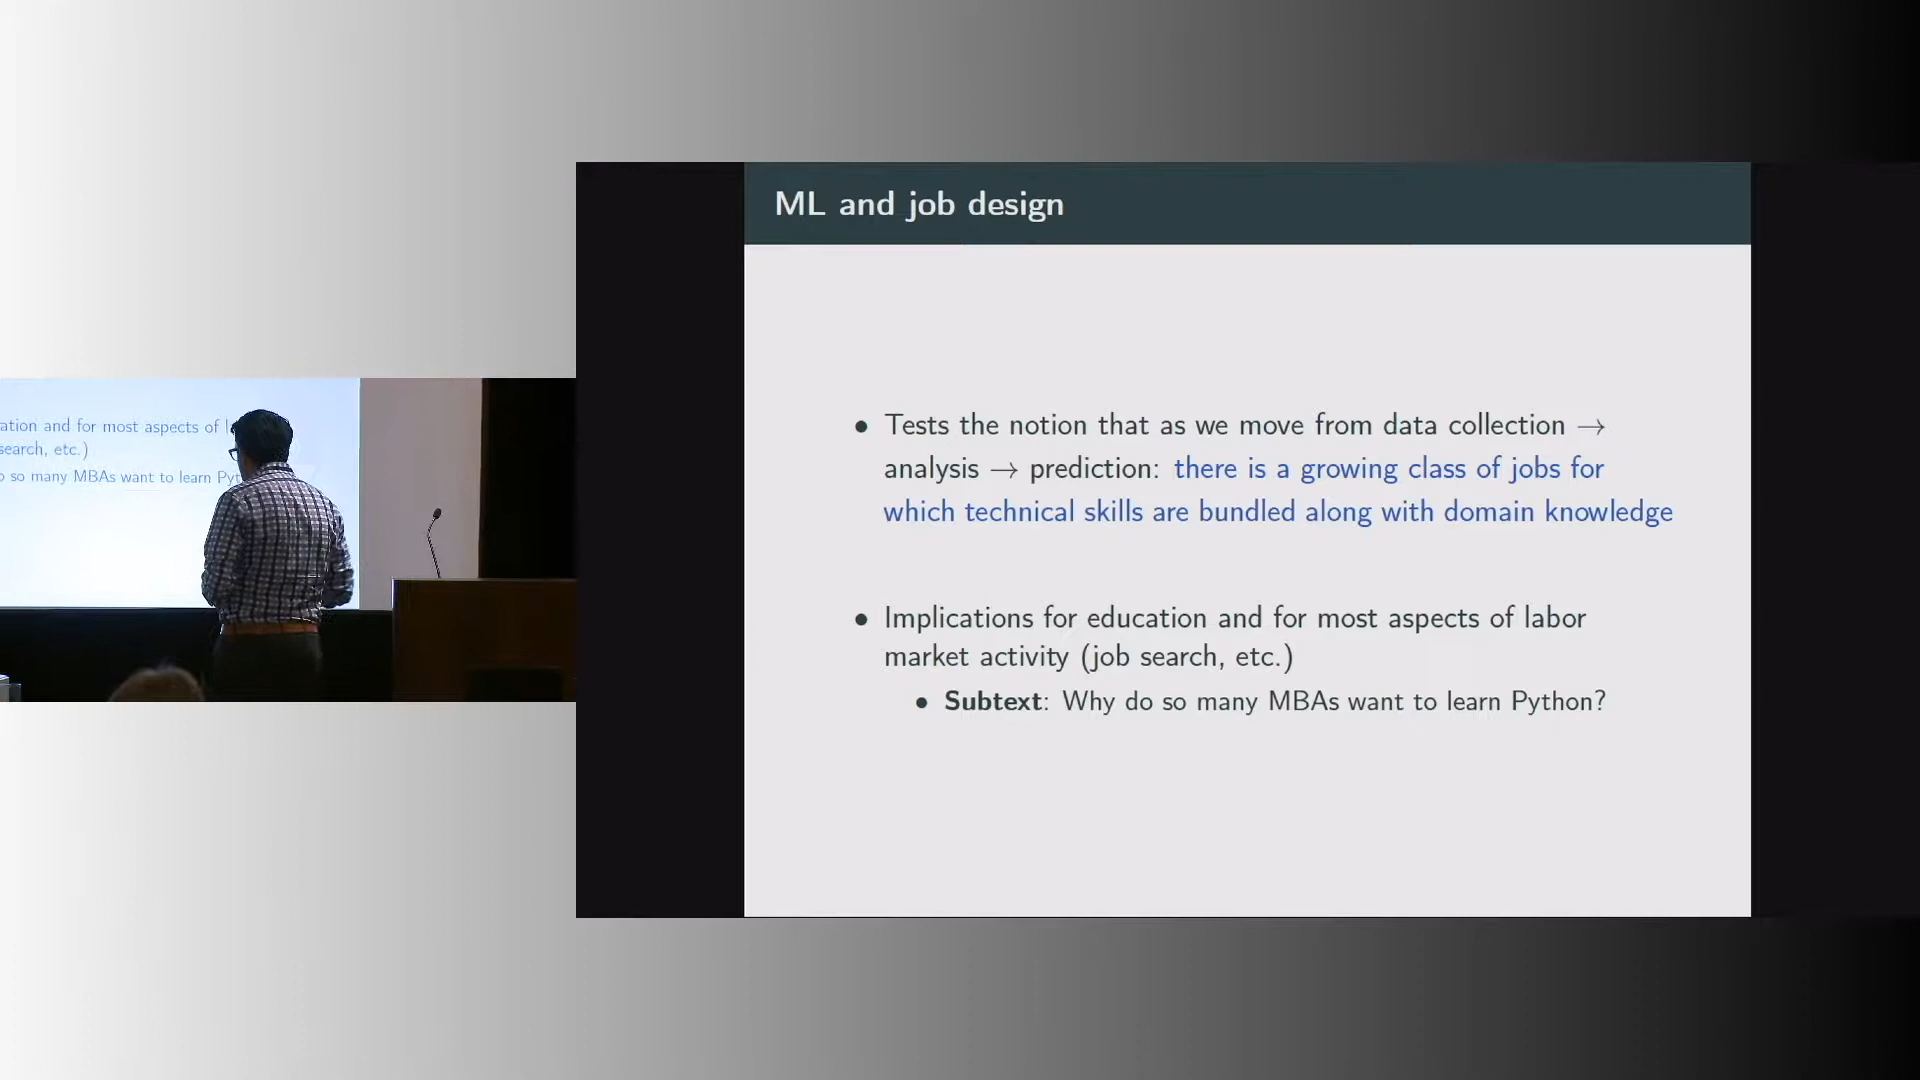 ML and job design
• Tests the notion that as we move from data collection →
analysis → prediction: there is a growing class of jobs for
which technical skills are bundled along with domain knowledge
• Implications for education and for most aspects of labor
market activity (job search, etc.)
• Subtext: Why do so many MBAs want to learn Python?
ation and for most aspects of
search, etc.)
so many MBAs want to learn Pyt